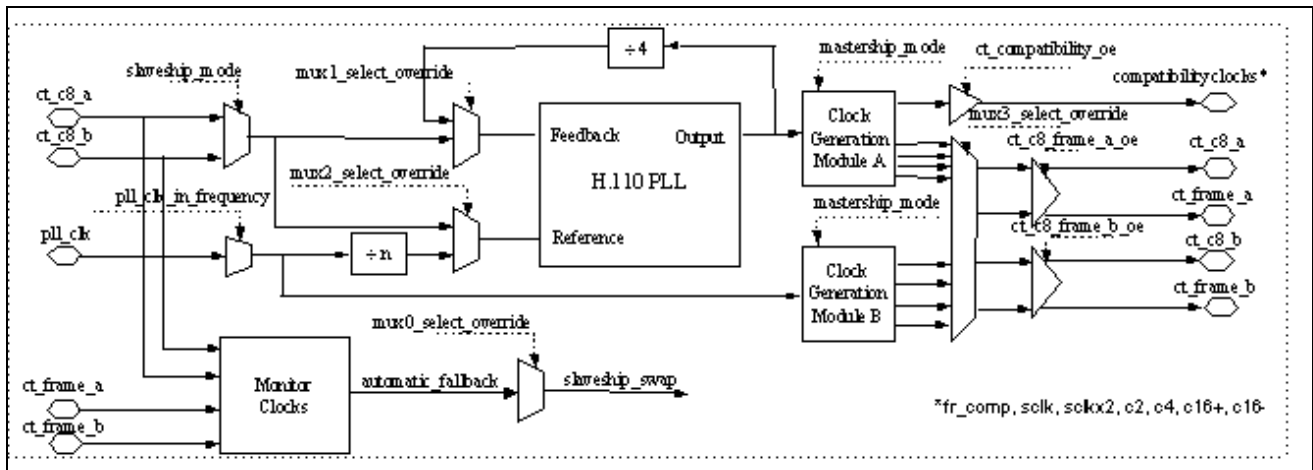 ÷4
mastership_mode
ct_compatibility_oe
slaveship_mode
mux1_select_override
compatibility clocks*
ct_c8_a
ct_c8_b
Clock
Generation
Module A
mux3_select_override
Feedback
Output
H.110 PLL
Reference
ct_c8_frame_a_oe
ct_c8_a
ct_frame_a
mux2_select_override
pll_clk_in_frequency
mastership_mode
ct_c8_frame_b_oe
ct_c8_b
pll_clk
÷n
Clock
Generation
Module B
ct_frame_b
mux0_select_override
Monitor
Clocks
automatic_fallback
slaveship_swap
ct_frame_a
ct_frame_b
*fr_comp, sclk, sclkx2, c2, c4, c16+, c16-